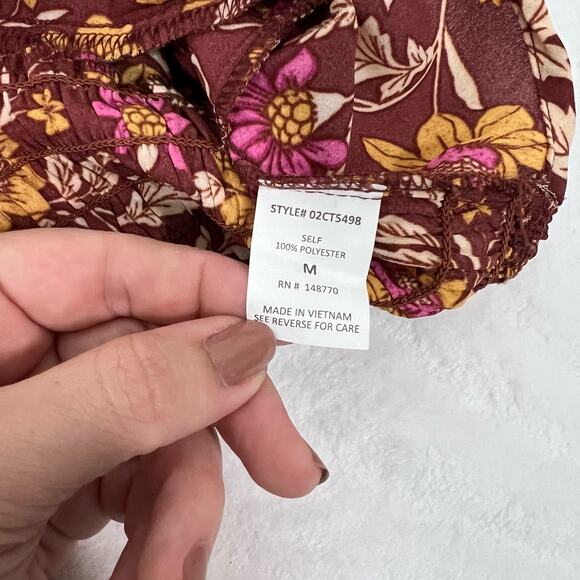 STYLE# 02CT5498
SELF
100% POLYESTER
M
RN # 148770
MADE IN VIETNAM
SEE REVERSE FOR CARE